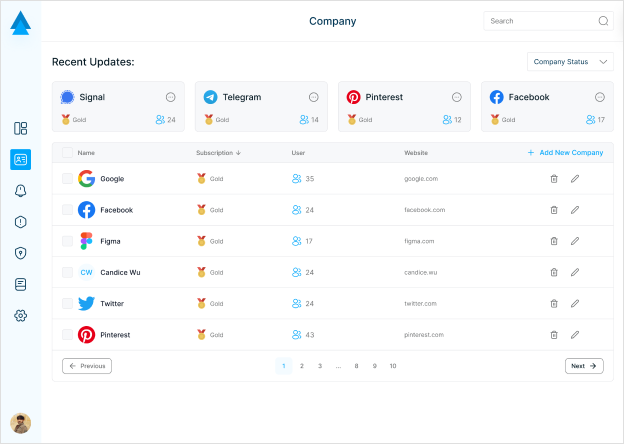 Company
Search
Recent Updates:
Company Status
Signal
Gold
24
Telegram
Gold
14
Pinterest
Gold
12
Facebook
Gold
17
Name Subscription User Website + Add New Company
Google Gold 35 google.com
Facebook Gold 24 facebook.com
Figma Gold 17 figma.com
CW Candice Wu Gold 24 candice.wu
Twitter Gold 24 twitter.com
Pinterest Gold 43 pinterest.com
Previous 1 2 3 ... 8 9 10 Next